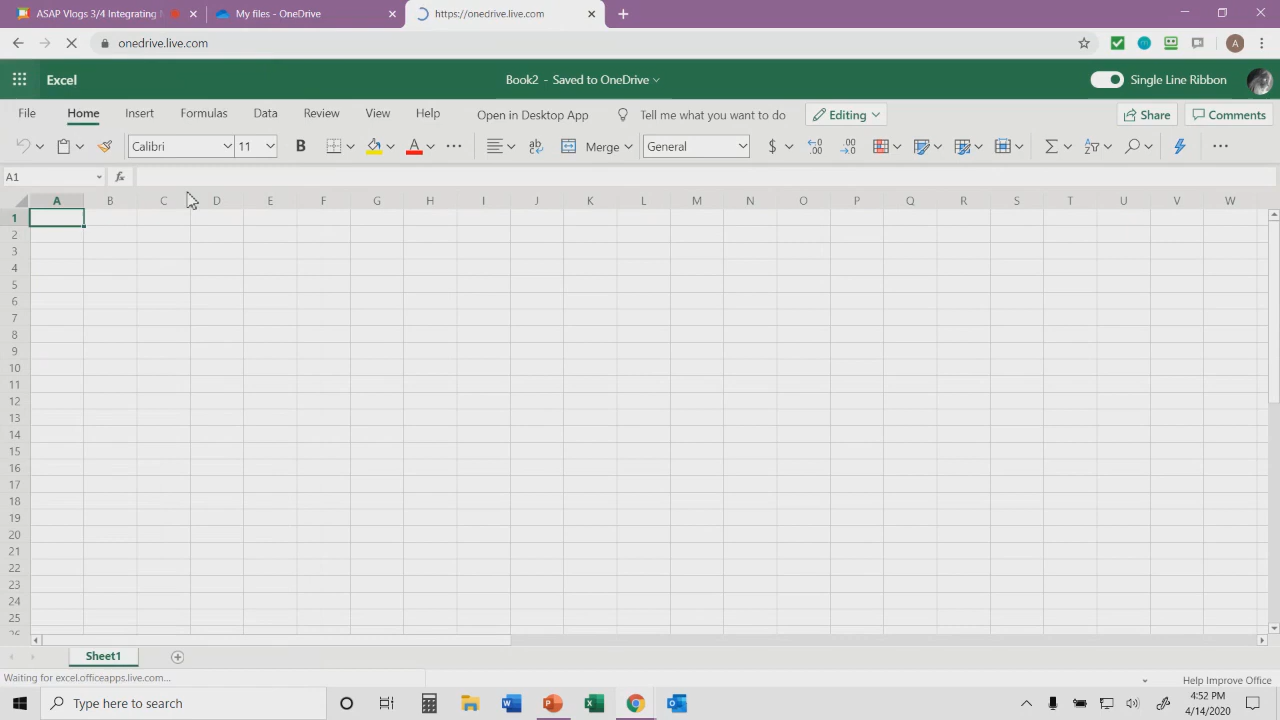 ASAP Vlogs 3/4 Integrating M
My files - OneDrive
https://onedrive.live.com
onedrive.live.com
A
Excel
Book2 - Saved to OneDrive
Single Line Ribbon
File
Home
Insert
Formulas
Data
Review
View
Help
Open in Desktop App
Tell me what you want to do
Editing
Share
Comments
Calibri
11
B
A
ab
Merge
General
$
.00
.00
A1
fx
A B C D E F G H I J K L M N O P Q R S T U V W
1
2
3
4
5
6
7
8
9
10
11
12
13
14
15
16
17
18
19
20
21
22
23
24
25
26
Sheet1
Waiting for excel.officeapps.live.com...
Help Improve Office
Type here to search
4:52 PM
4/14/2020